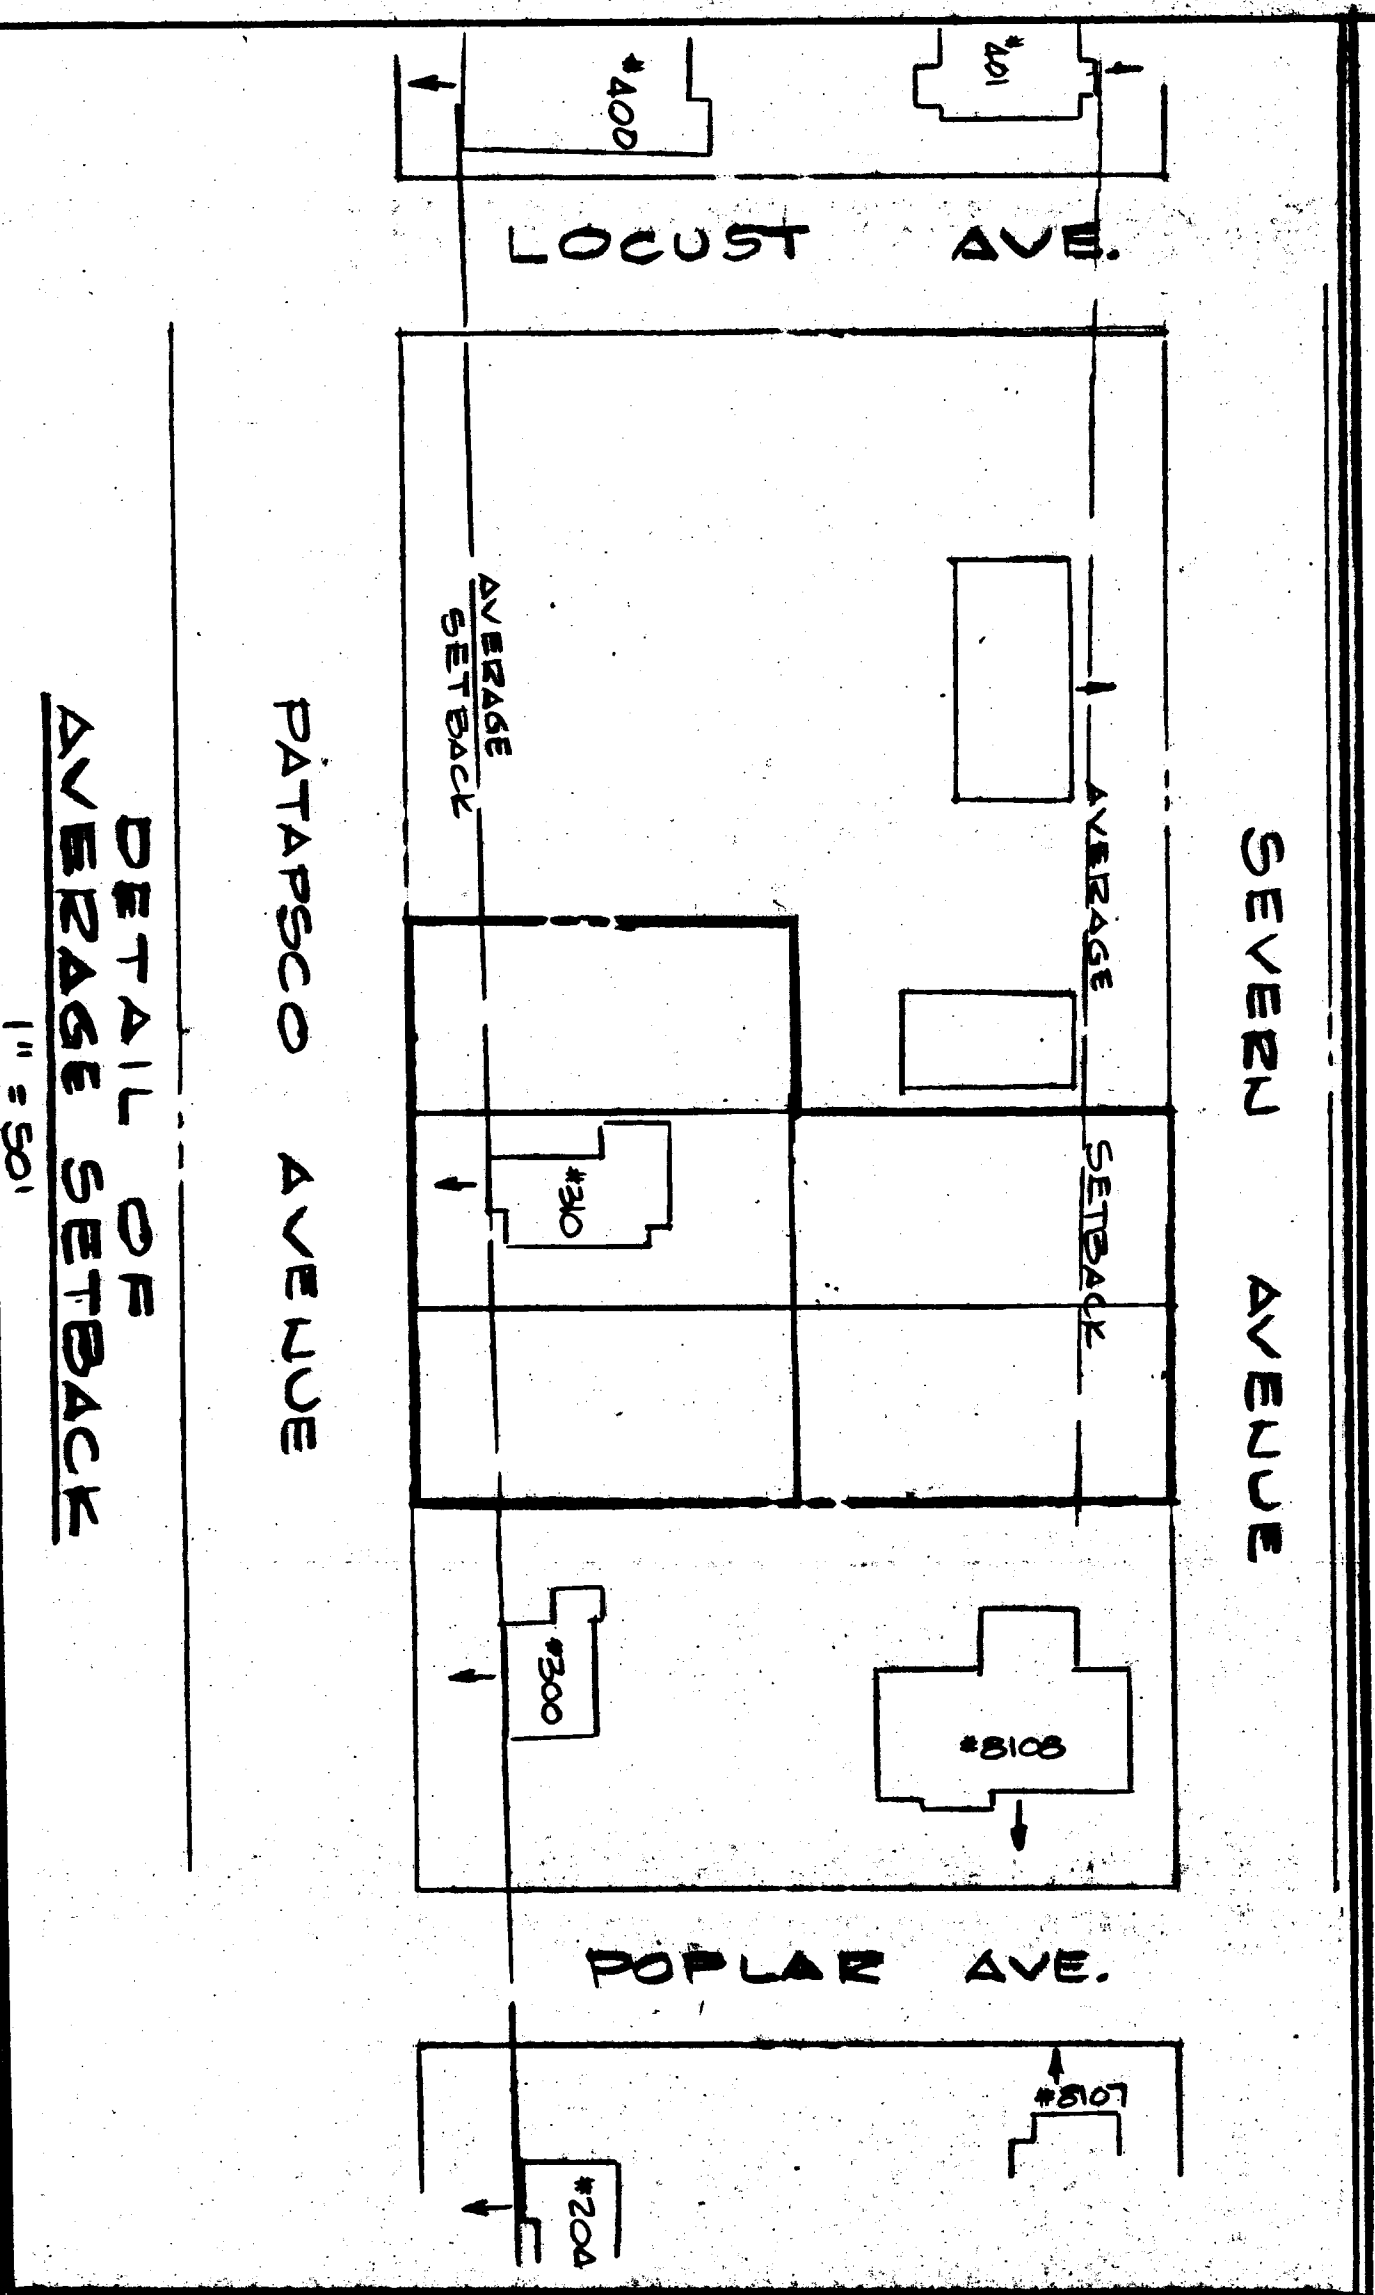 #400
#401
LOCUST AVE.
SEVERN AVENUE
AVERAGE SETBACK
AVERAGE
SETBACK
#310
#300
#8108
PATAPSCO AVENUE
POPLAR AVE.
#8107
DETAIL OF
AVERAGE SETBACK
1" = 50'